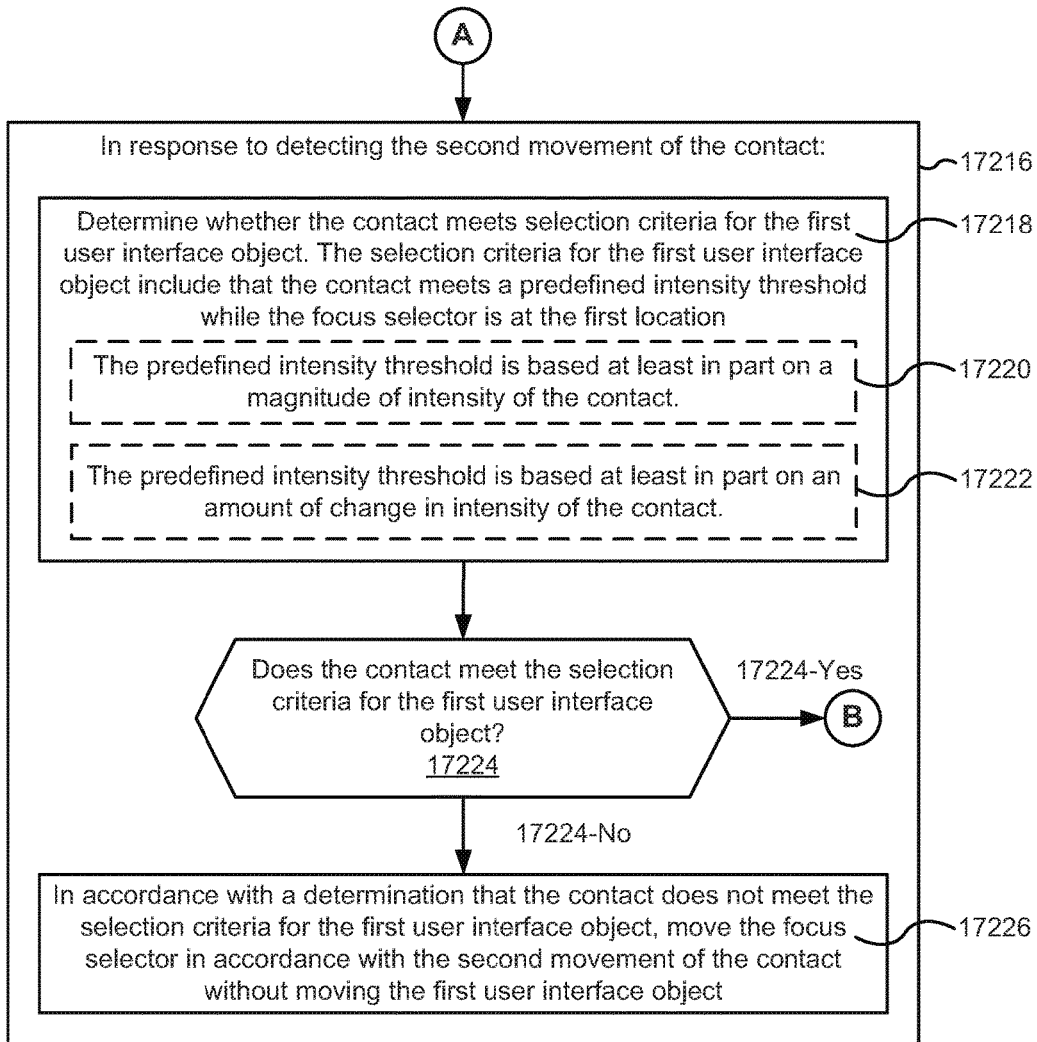 A
In response to detecting the second movement of the contact:
17216
Determine whether the contact meets selection criteria for the first
user interface object. The selection criteria for the first user interface
object include that the contact meets a predefined intensity threshold
while the focus selector is at the first location
17218
The predefined intensity threshold is based at least in part on a
magnitude of intensity of the contact.
17220
The predefined intensity threshold is based at least in part on an
amount of change in intensity of the contact.
17222
Does the contact meet the selection
criteria for the first user interface
object?
17224
17224-Yes
B
17224-No
In accordance with a determination that the contact does not meet the
selection criteria for the first user interface object, move the focus
selector in accordance with the second movement of the contact
without moving the first user interface object
17226